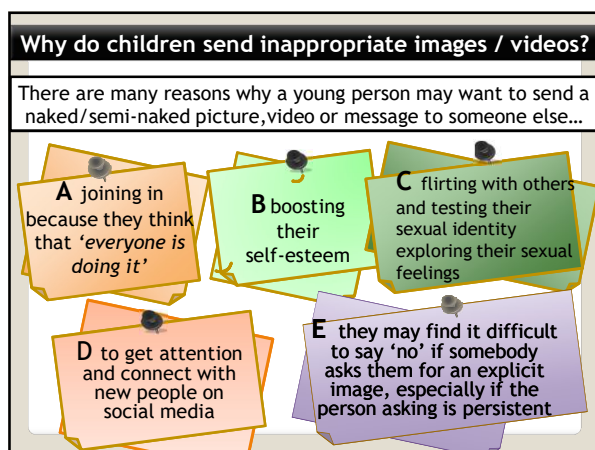 Why do children send inappropriate images / videos?
There are many reasons why a young person may want to send a
naked/semi-naked picture,video or message to someone else…
A joining in
because they think
that ‘everyone is
doing it’
B boosting
their
self-esteem
C flirting with others
and testing their
sexual identity
exploring their sexual
feelings
D to get attention
and connect with
new people on
social media
E they may find it difficult
to say ‘no’ if somebody
asks them for an explicit
image, especially if the
person asking is persistent